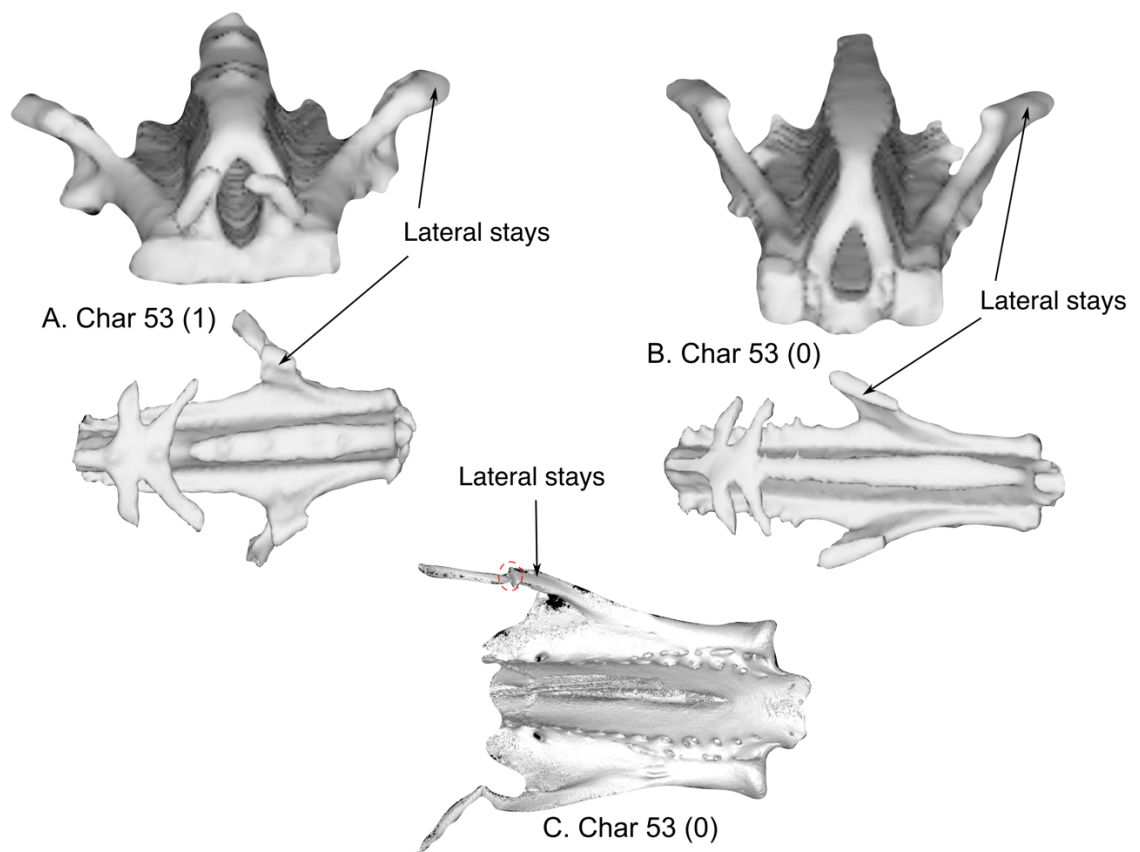 Lateral stays
A. Char 53 (1)
Lateral stays
B. Char 53 (0)
Lateral stays
C. Char 53 (0)